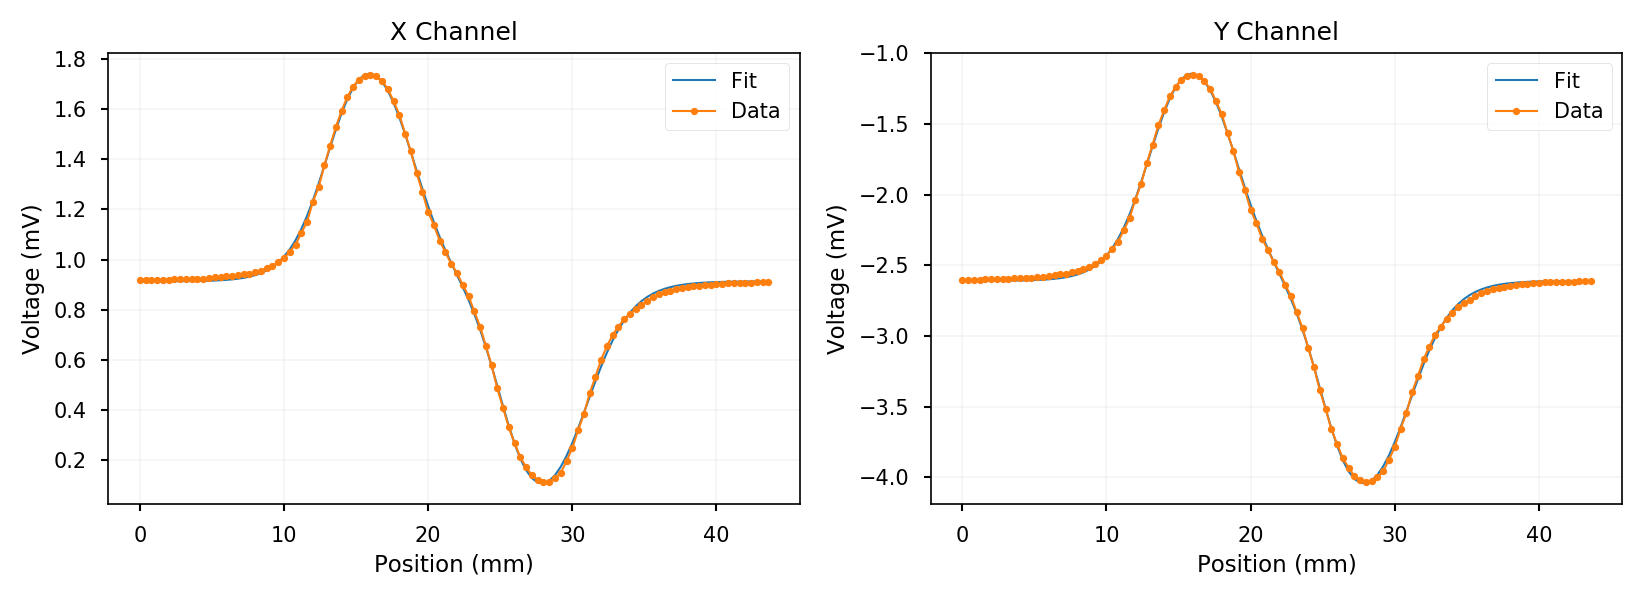 X Channel
Voltage (mV)
1.8
1.6
1.4
1.2
1.0
0.8
0.6
0.4
0.2
Fit
Data
0 10 20 30 40
Position (mm)
Y Channel
Voltage (mV)
−1.0
−1.5
−2.0
−2.5
−3.0
−3.5
−4.0
Fit
Data
0 10 20 30 40
Position (mm)